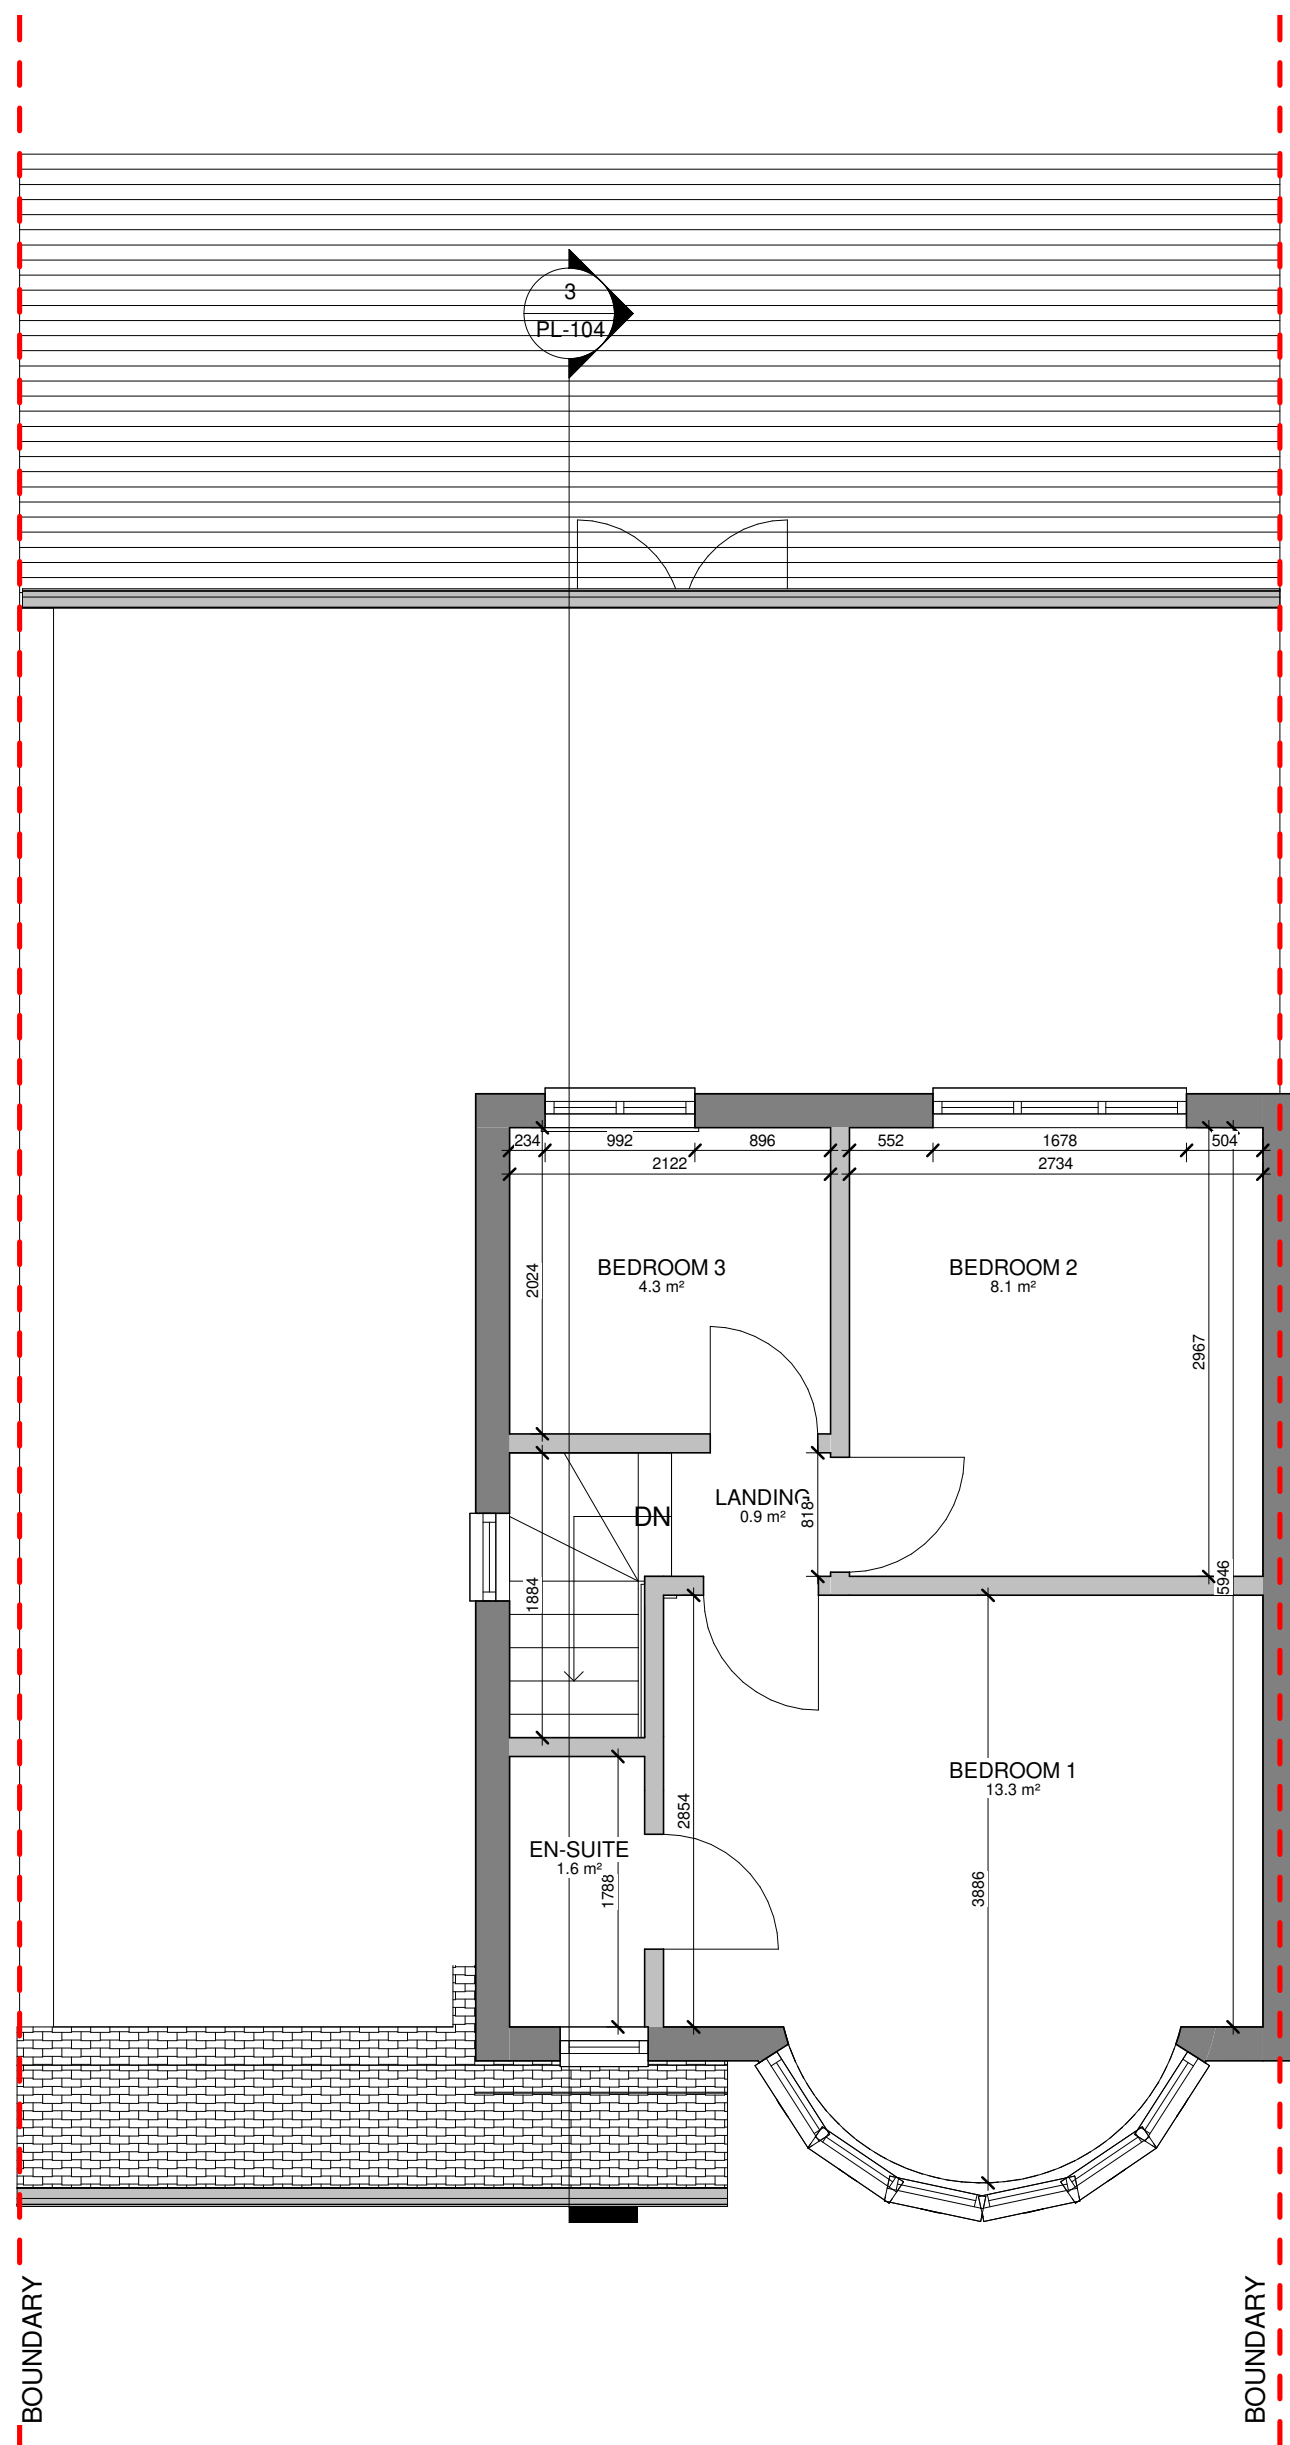 3
PL-104
234
992
896
552
1678
504
2122
2734
BEDROOM 3
4.3 m²
BEDROOM 2
8.1 m²
2024
2967
LANDING
0.9 m²
818
DN
1884
5946
BEDROOM 1
13.3 m²
2854
EN-SUITE
1.6 m²
1788
3886
BOUNDARY
BOUNDARY